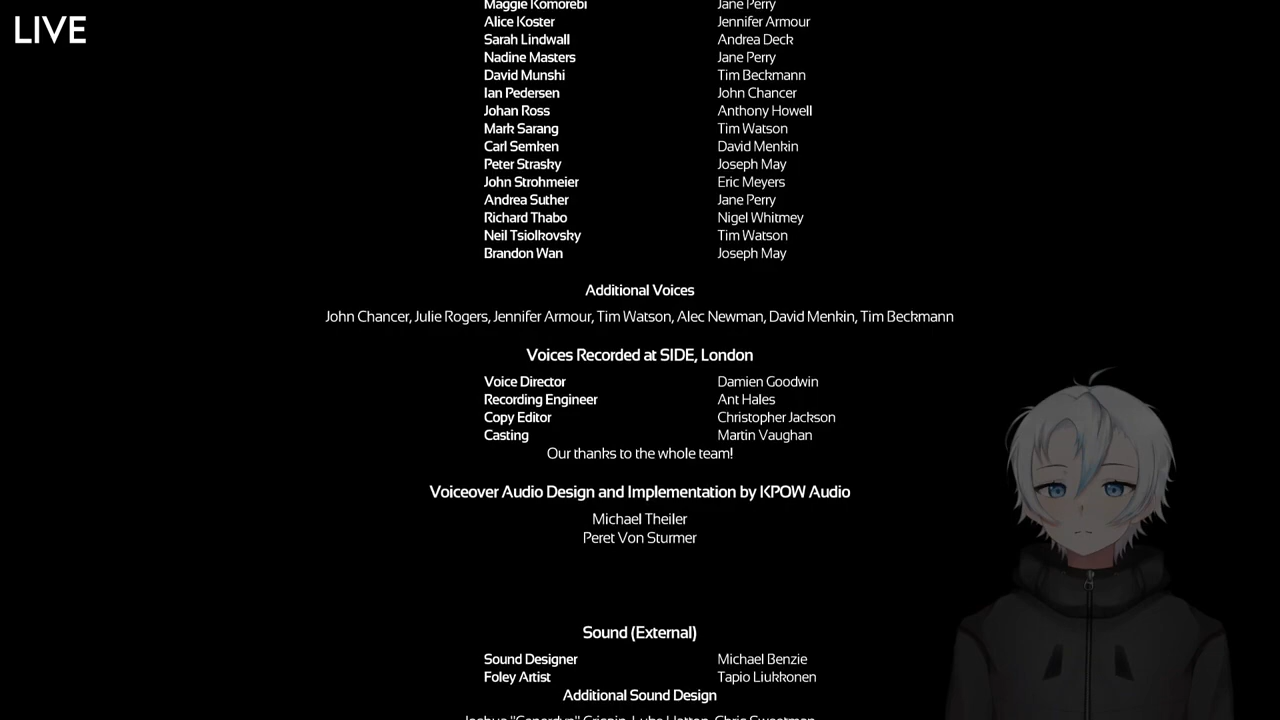 LIVE
Maggie Komorebi Jane Perry
Alice Koster Jennifer Armour
Sarah Lindwall Andrea Deck
Nadine Masters Jane Perry
David Munshi Tim Beckmann
Ian Pedersen John Chancer
Johan Ross Anthony Howell
Mark Sarang Tim Watson
Carl Semken David Menkin
Peter Strasky Joseph May
John Strohmeier Eric Meyers
Andrea Suther Jane Perry
Richard Thabo Nigel Whitmey
Neil Tsiolkovsky Tim Watson
Brandon Wan Joseph May
Additional Voices
John Chancer, Julie Rogers, Jennifer Armour, Tim Watson, Alec Newman, David Menkin, Tim Beckmann
Voices Recorded at SIDE, London
Voice Director Damien Goodwin
Recording Engineer Ant Hales
Copy Editor Christopher Jackson
Casting Martin Vaughan
Our thanks to the whole team!
Voiceover Audio Design and Implementation by KPOW Audio
Michael Theiler
Peret Von Sturmer
Sound (External)
Sound Designer Michael Benzie
Foley Artist Tapio Liukkonen
Additional Sound Design